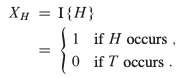 X_H = I {H}
= { 1 if H occurs ,
0 if T occurs .